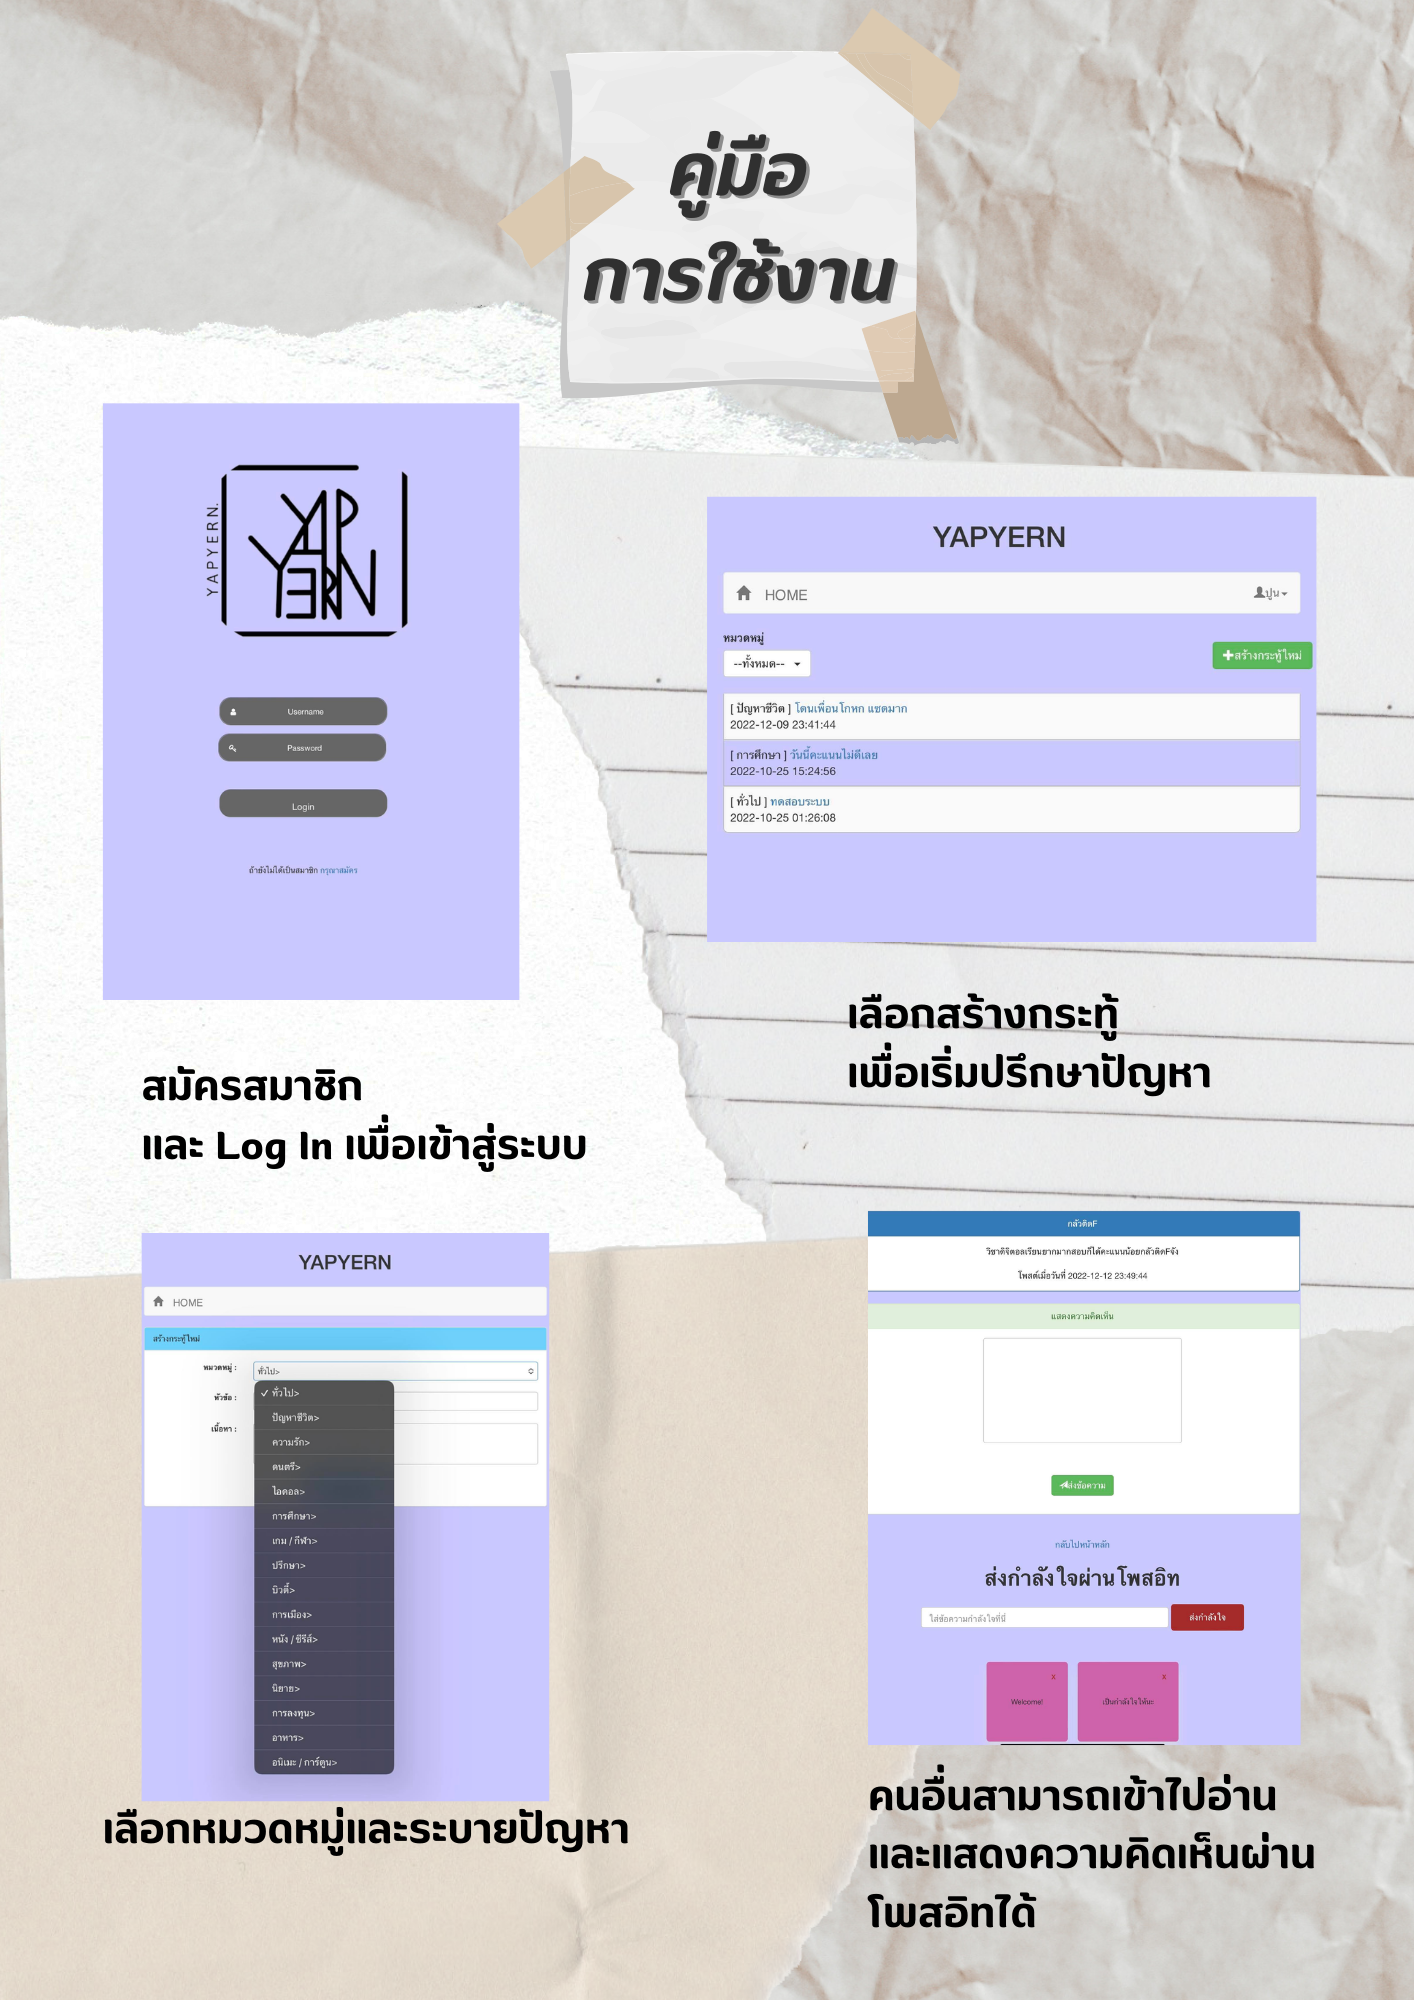 คู่มือ
การใช้งาน
YAPYERN.
YAP
YERN
Username
Password
Login
ถ้ายังไม่ได้เป็นสมาชิก กรุณาสมัคร
สมัครสมาชิก
และ Log In เพื่อเข้าสู่ระบบ
YAPYERN
HOME
ปูน
หมวดหมู่
--ทั้งหมด--
สร้างกระทู้ใหม่
[ ปัญหาชีวิต ] โดนเพื่อนโกหก แชดมาก
2022-12-09 23:41:44
[ การศึกษา ] วันนี้คะแนนไม่ดีเลย
2022-10-25 15:24:56
[ ทั่วไป ] ทดสอบระบบ
2022-10-25 01:26:08
เลือกสร้างกระทู้
เพื่อเริ่มปรึกษาปัญหา
YAPYERN
HOME
สร้างกระทู้ใหม่
หมวดหมู่ :
ทั่วไป>
หัวข้อ :
เนื้อหา :
✓ ทั่วไป>
ปัญหาชีวิต>
ความรัก>
ดนตรี>
ไอดอล>
การศึกษา>
เกม / กีฬา>
ปรึกษา>
บิวตี้>
การเมือง>
หนัง / ซีรีส์>
สุขภาพ>
นิยาย>
การลงทุน>
อาหาร>
อนิเมะ / การ์ตูน>
เลือกหมวดหมู่และระบายปัญหา
กลัวติดF
วิชาดิจิตอลเรียนยากมากสอบก็ได้คะแนนน้อยกลัวติดFจัง
โพสต์เมื่อวันที่ 2022-12-12 23:49:44
แสดงความคิดเห็น
ส่งข้อความ
กลับไปหน้าหลัก
ส่งกำลังใจผ่านโพสอิท
ใส่ข้อความกำลังใจที่นี่
ส่งกำลังใจ
x
Welcome!
x
เป็นกำลังใจให้นะ
คนอื่นสามารถเข้าไปอ่าน
และแสดงความคิดเห็นผ่าน
โพสอิทได้